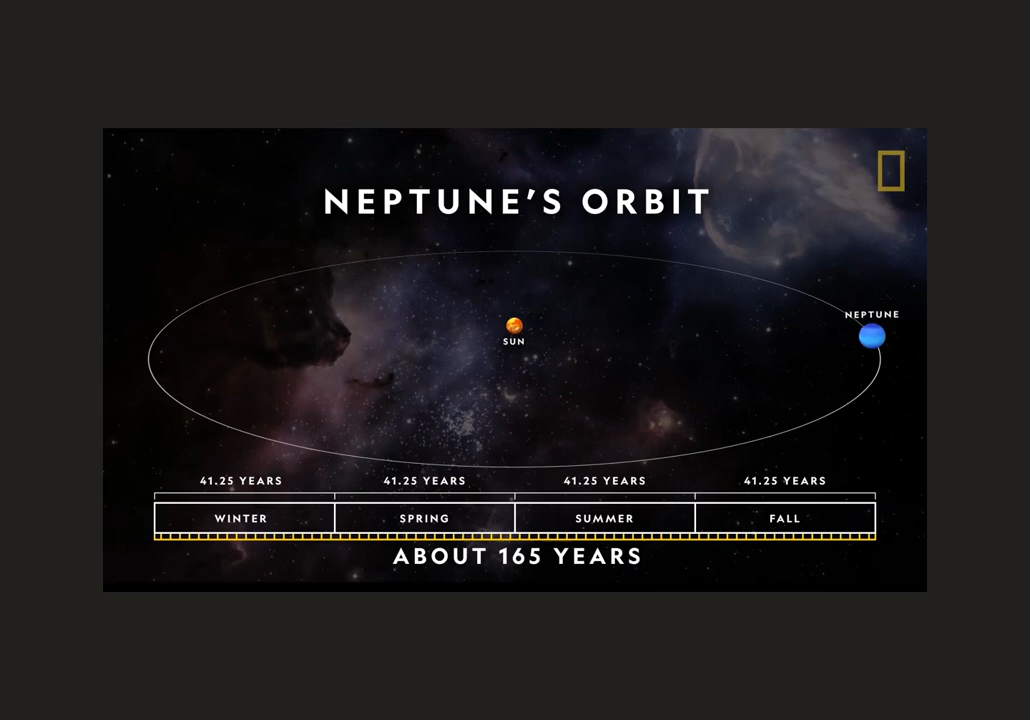 NEPTUNE'S ORBIT
NEPTUNE
SUN
41.25 YEARS 41.25 YEARS 41.25 YEARS 41.25 YEARS
WINTER SPRING SUMMER FALL
ABOUT 165 YEARS